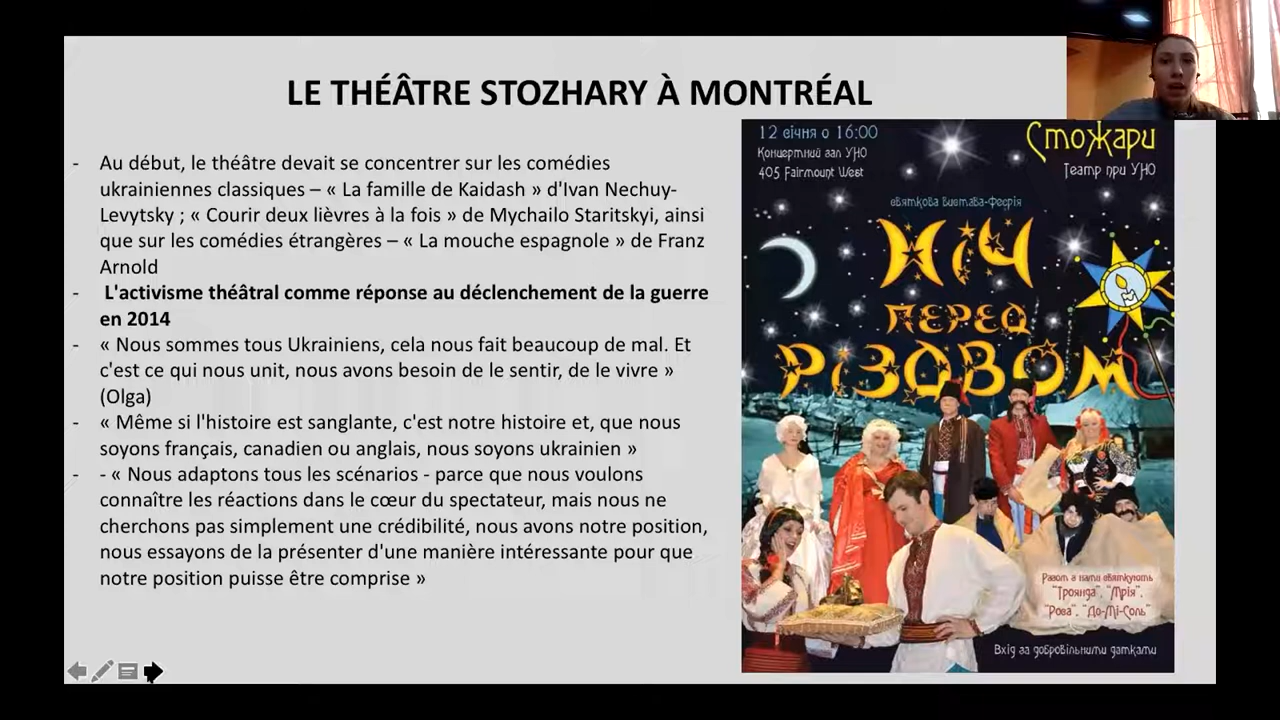 LE THÉÂTRE STOZHARY À MONTRÉAL
- Au début, le théâtre devait se concentrer sur les comédies
ukrainiennes classiques – « La famille de Kaidash » d'Ivan Nechuy-
Levytsky ; « Courir deux lièvres à la fois » de Mychailo Staritskyi, ainsi
que sur les comédies étrangères – « La mouche espagnole » de Franz
Arnold
- L'activisme théâtral comme réponse au déclenchement de la guerre
en 2014
- « Nous sommes tous Ukrainiens, cela nous fait beaucoup de mal. Et
c'est ce qui nous unit, nous avons besoin de le sentir, de le vivre »
(Olga)
- « Même si l'histoire est sanglante, c'est notre histoire et, que nous
soyons français, canadien ou anglais, nous soyons ukrainien »
- - « Nous adaptons tous les scénarios - parce que nous voulons
connaître les réactions dans le cœur du spectateur, mais nous ne
cherchons pas simplement une crédibilité, nous avons notre position,
nous essayons de la présenter d'une manière intéressante pour que
notre position puisse être comprise »
12 січня о 16:00
Концертний зал УНО
405 Fairmount West
Стожари
Театр при УНО
святкова вистава-феєрія
НІЧ
ПЕРЕД
РІЗДВОМ
Разом з нами святкують
"Троянда", "Мрія",
"Рова", "До-Мі-Соль"
Вхід за добровільними датками